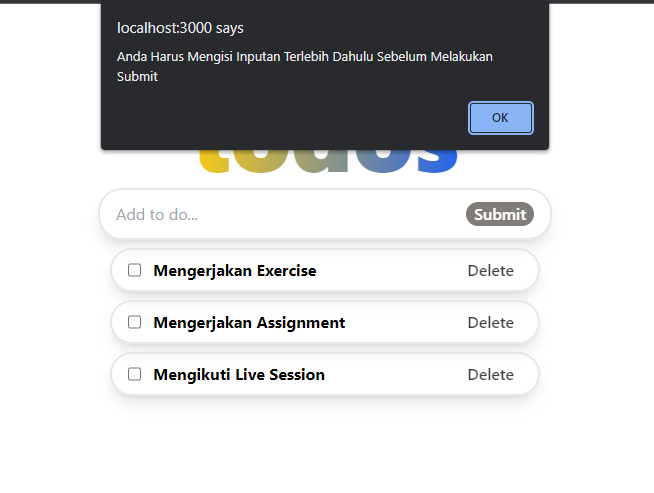 localhost:3000 says
Anda Harus Mengisi Inputan Terlebih Dahulu Sebelum Melakukan
Submit
OK
todos
Add to do...
Submit
Mengerjakan Exercise
Delete
Mengerjakan Assignment
Delete
Mengikuti Live Session
Delete